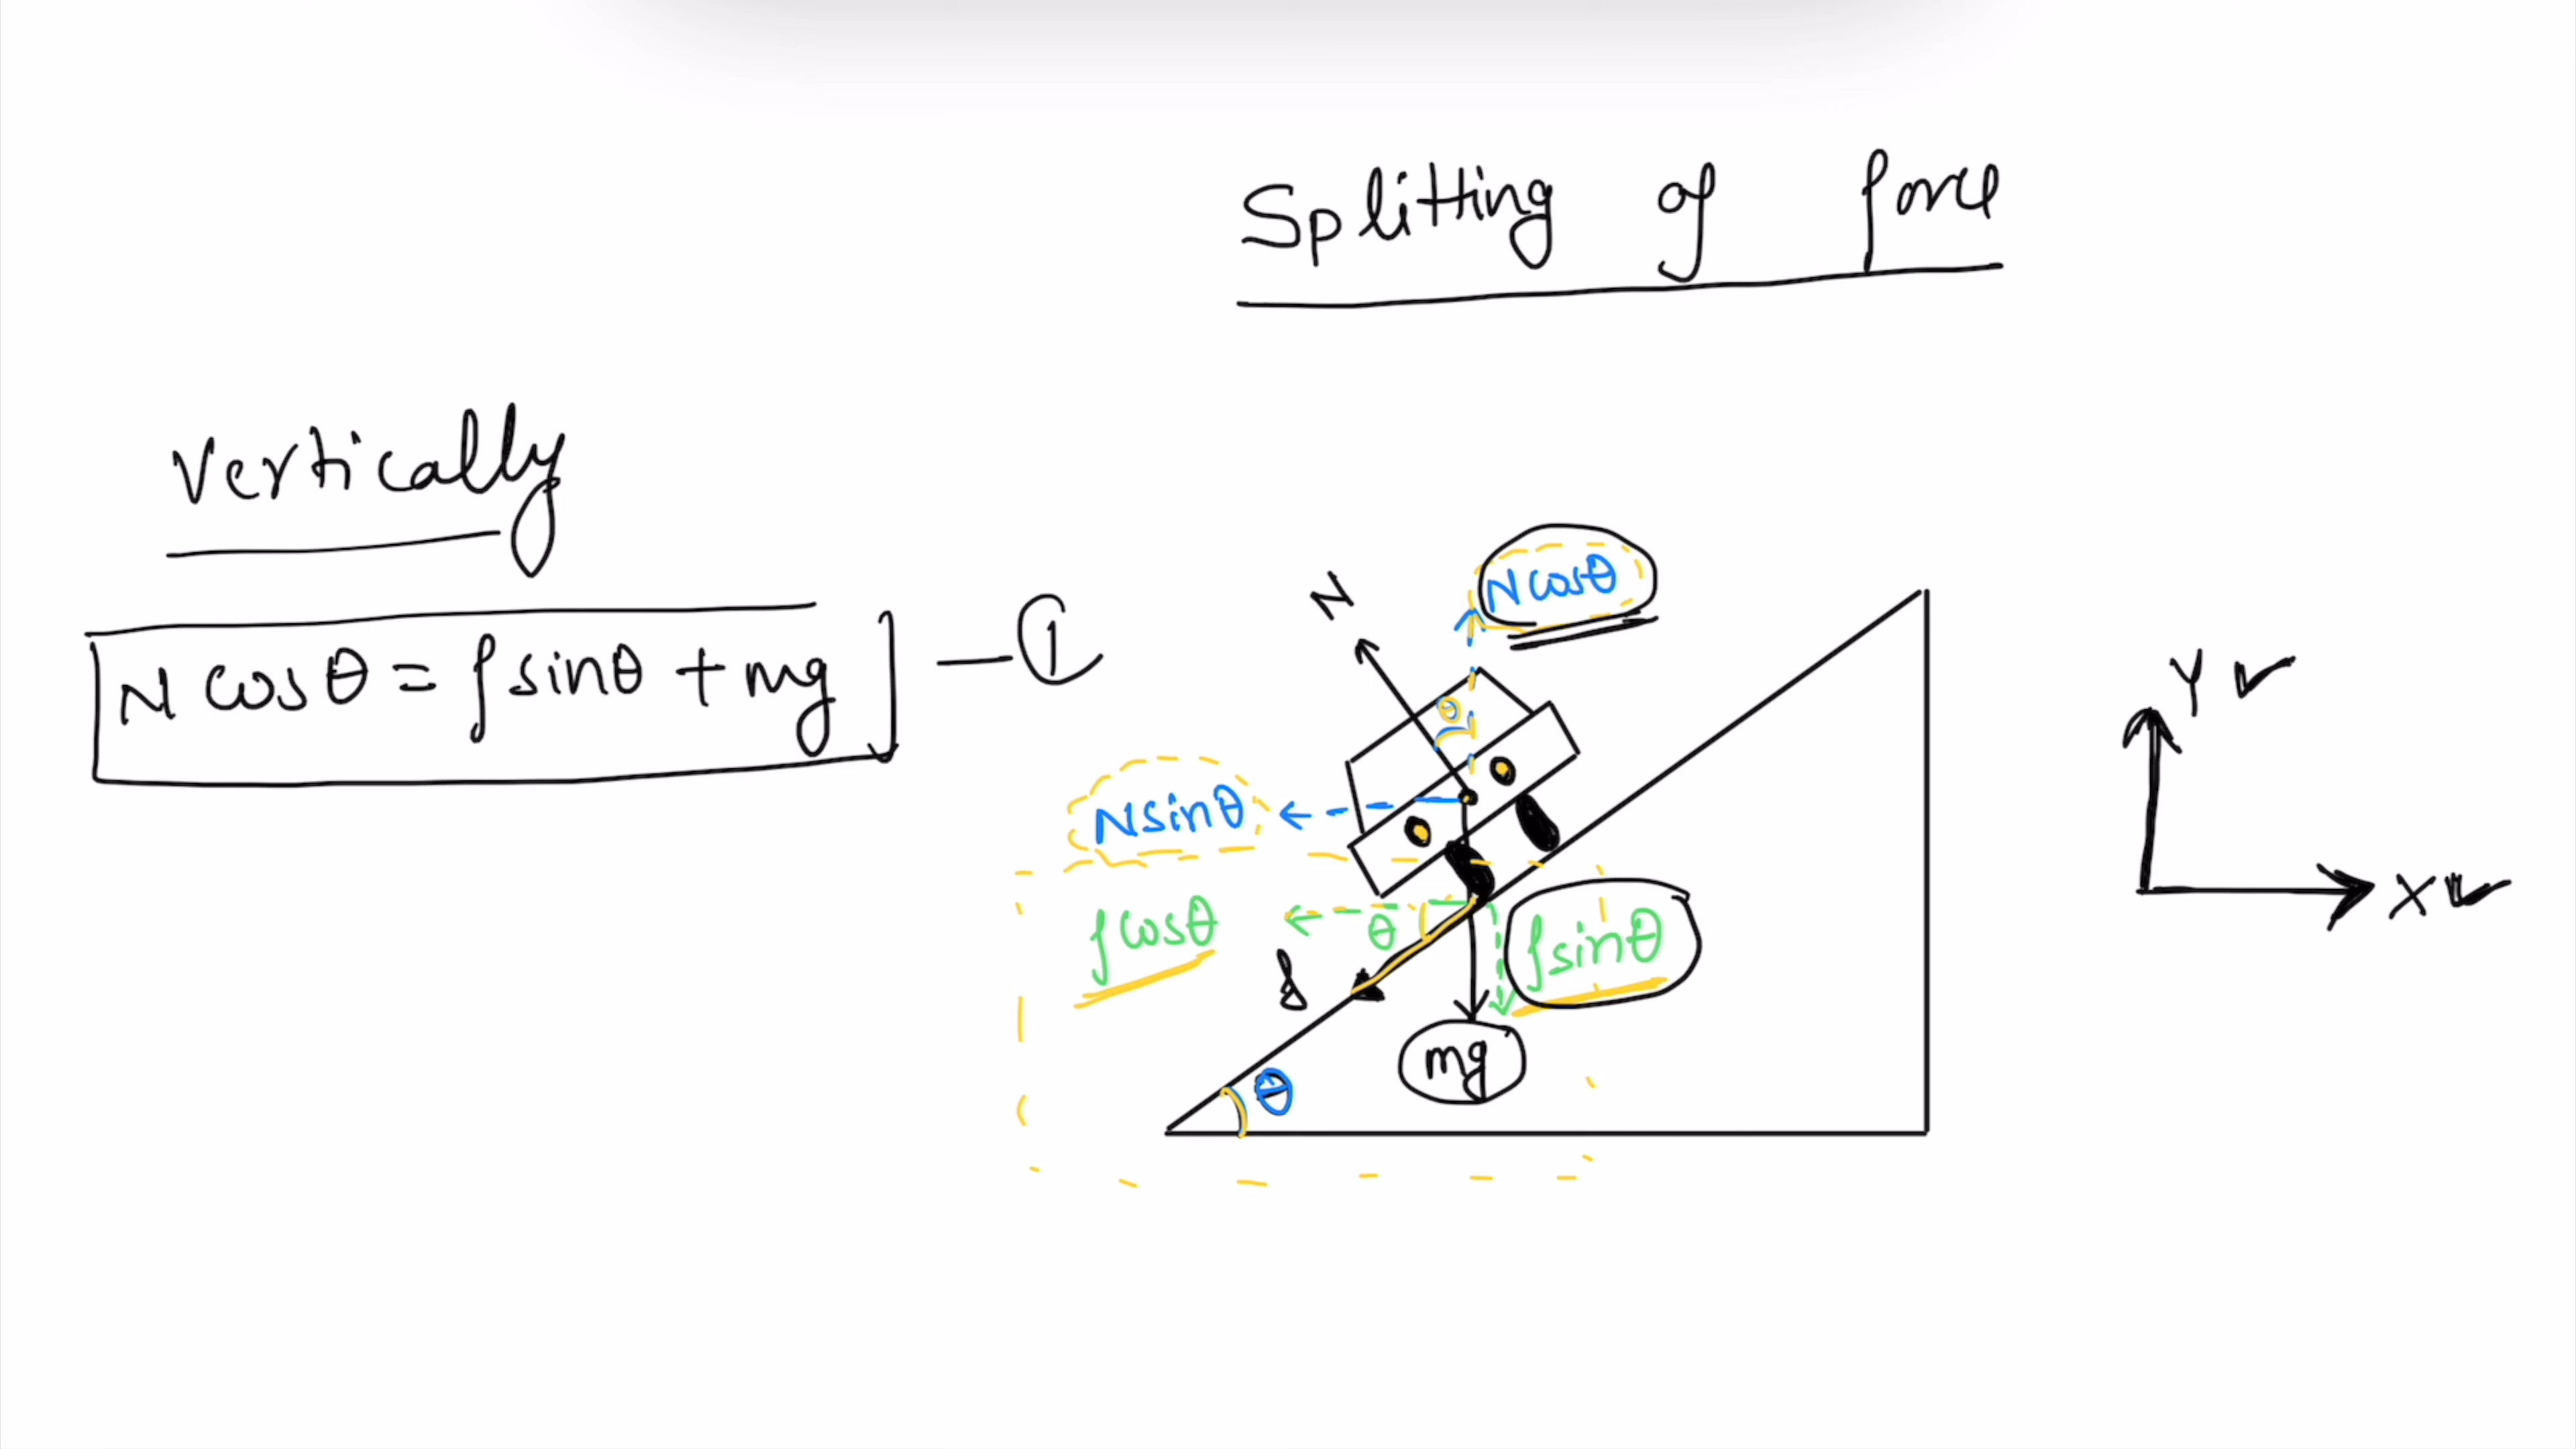 Splitting of force
Vertically
N cosθ = f sinθ + mg — ①
N
N cosθ
θ
N sinθ
f cosθ
θ
f sinθ
f
mg
θ
Y
X